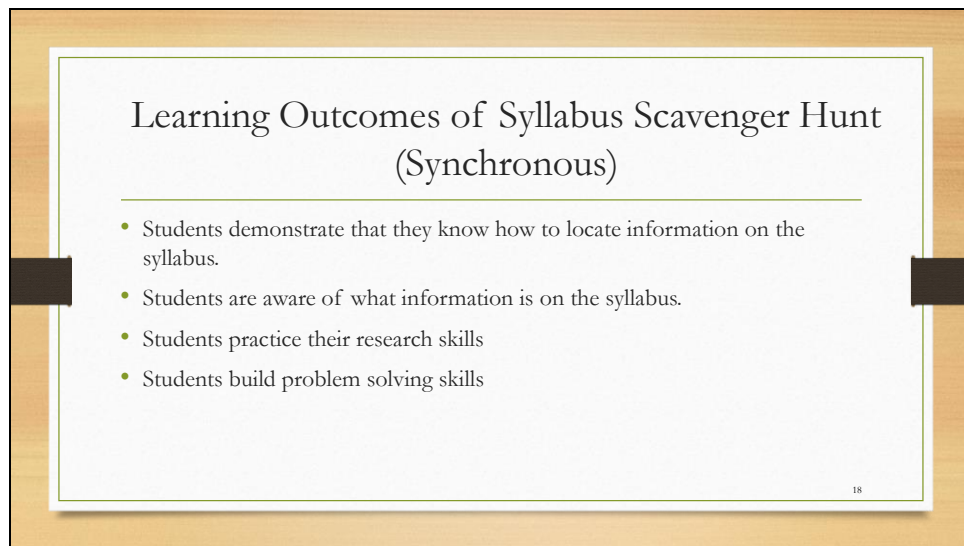 Learning Outcomes of Syllabus Scavenger Hunt
(Synchronous)
• Students demonstrate that they know how to locate information on the
syllabus.
• Students are aware of what information is on the syllabus.
• Students practice their research skills
• Students build problem solving skills
18